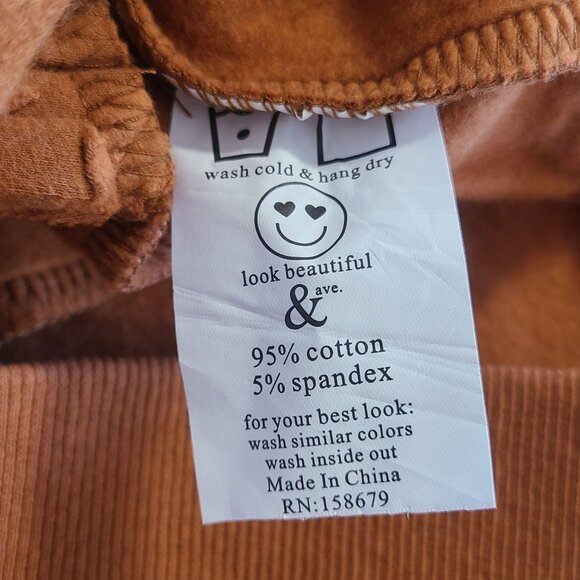 wash cold & hang dry
look beautiful
& ave.
95% cotton
5% spandex
for your best look:
wash similar colors
wash inside out
Made In China
RN:158679